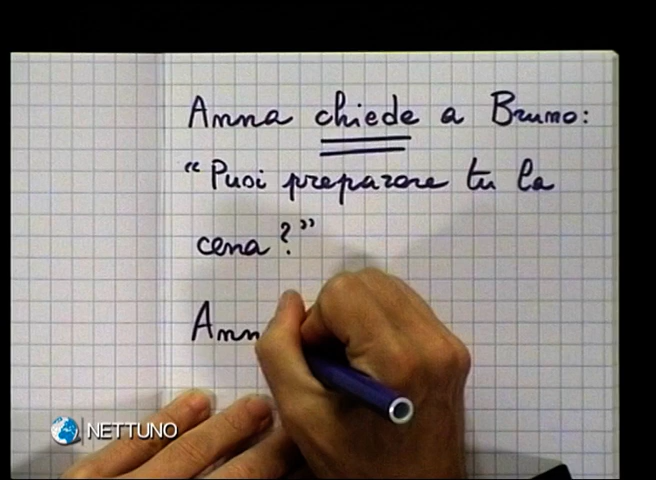 Anna chiede a Bruno:
"Puoi preparare tu la
cena?"
Ann
NETTUNO